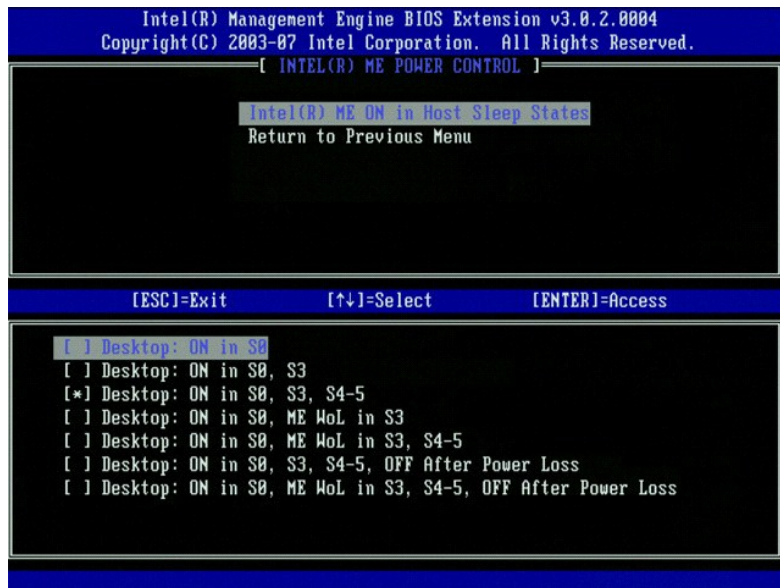 Intel(R) Management Engine BIOS Extension v3.0.2.0004
Copyright(C) 2003-07 Intel Corporation. All Rights Reserved.
[ INTEL(R) ME POWER CONTROL ]
Intel(R) ME ON in Host Sleep States
Return to Previous Menu
[ESC]=Exit [↑↓]=Select [ENTER]=Access
[ ] Desktop: ON in S0
[ ] Desktop: ON in S0, S3
[*] Desktop: ON in S0, S3, S4-5
[ ] Desktop: ON in S0, ME WoL in S3
[ ] Desktop: ON in S0, ME WoL in S3, S4-5
[ ] Desktop: ON in S0, S3, S4-5, OFF After Power Loss
[ ] Desktop: ON in S0, ME WoL in S3, S4-5, OFF After Power Loss